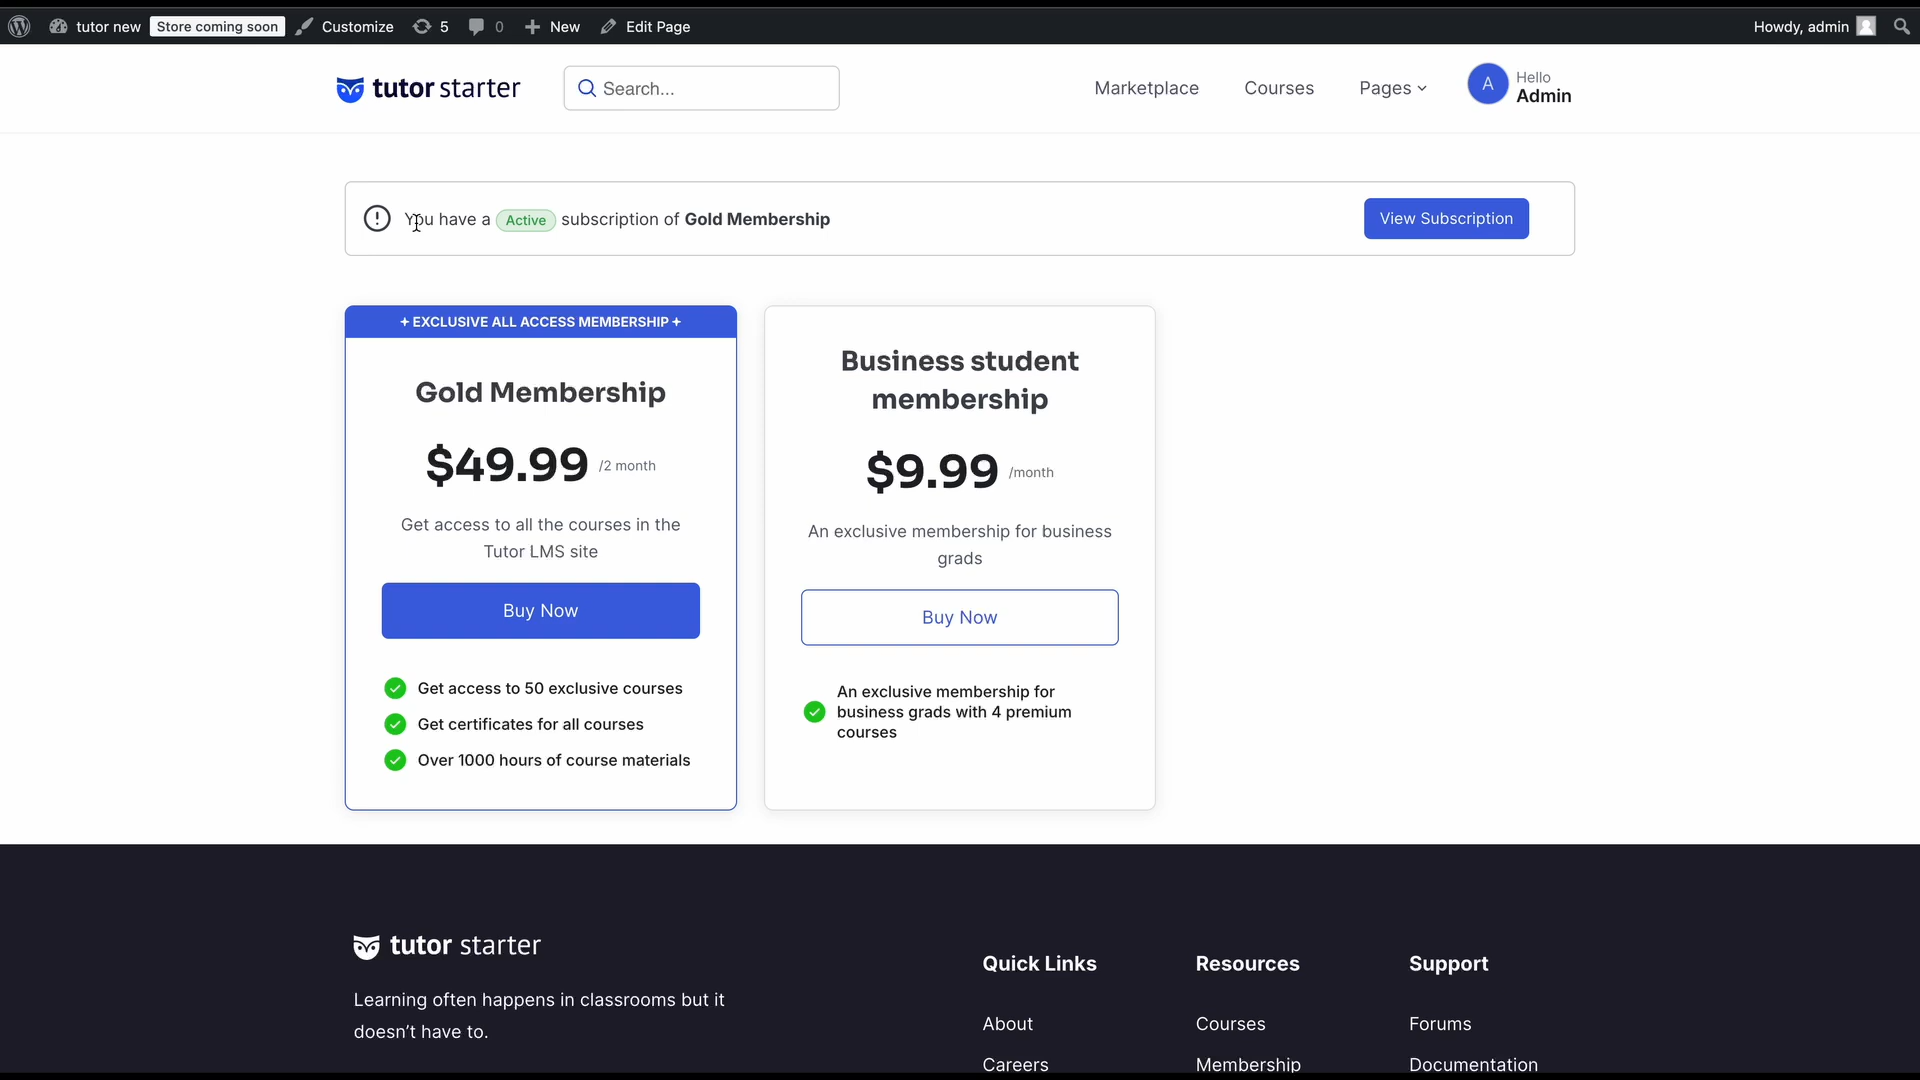 tutor new Store coming soon Customize 5 0 New Edit Page Howdy, admin
tutor starter Search... Marketplace Courses Pages A Hello
Admin
You have a Active subscription of Gold Membership View Subscription
+ EXCLUSIVE ALL ACCESS MEMBERSHIP +
Gold Membership
$49.99 /2 month
Get access to all the courses in the
Tutor LMS site
Buy Now
Get access to 50 exclusive courses
Get certificates for all courses
Over 1000 hours of course materials
Business student
membership
$9.99 /month
An exclusive membership for business
grads
Buy Now
An exclusive membership for
business grads with 4 premium
courses
tutor starter
Learning often happens in classrooms but it
doesn’t have to.
Quick Links
About
Careers
Resources
Courses
Membership
Support
Forums
Documentation